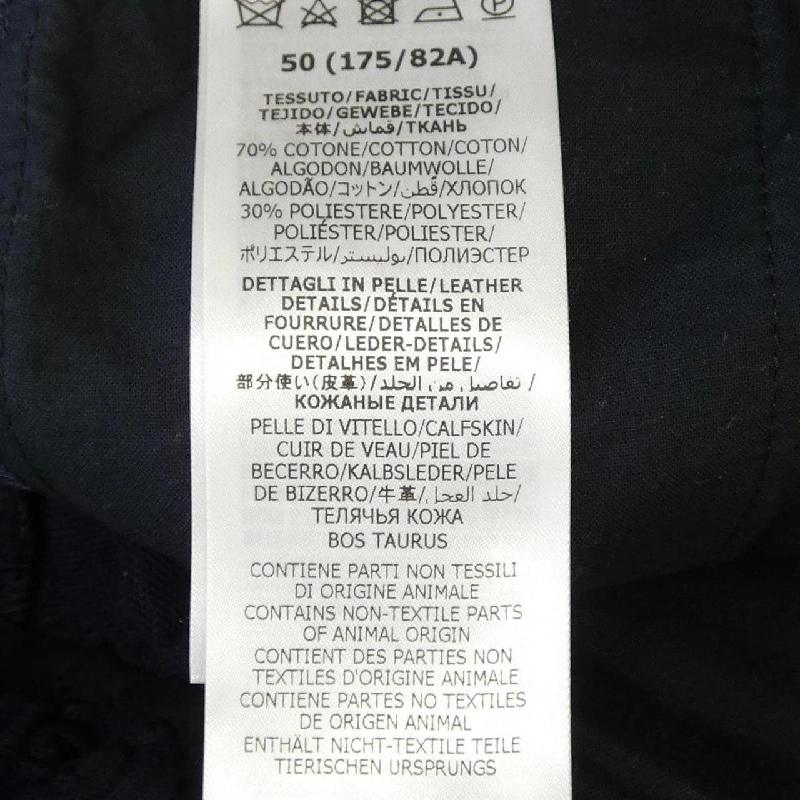 50 (175/82A)
TESSUTO/FABRIC/TISSU/
TEJIDO/GEWEBE/TECIDO/
本体/قماش/ТКАНЬ
70% COTONE/COTTON/COTON/
ALGODON/BAUMWOLLE/
ALGODÃO/コットン/قطن/ХЛОПОК
30% POLIESTERE/POLYESTER/
POLIÉSTER/POLIESTER/
ポリエステル/بوليستر/ПОЛИЭСТЕР
DETTAGLI IN PELLE/LEATHER
DETAILS/DÉTAILS EN
FOURRURE/DETALLES DE
CUERO/LEDER-DETAILS/
DETALHES EM PELE/
部分使い(皮革)/تفاصيل من الجلد/
КОЖАНЫЕ ДЕТАЛИ
PELLE DI VITELLO/CALFSKIN/
CUIR DE VEAU/PIEL DE
BECERRO/KALBSLEDER/PELE
DE BIZERRO/牛革/جلد العجل/
ТЕЛЯЧЬЯ КОЖА
BOS TAURUS
CONTIENE PARTI NON TESSILI
DI ORIGINE ANIMALE
CONTAINS NON-TEXTILE PARTS
OF ANIMAL ORIGIN
CONTIENT DES PARTIES NON
TEXTILES D'ORIGINE ANIMALE
CONTIENE PARTES NO TEXTILES
DE ORIGEN ANIMAL
ENTHÄLT NICHT-TEXTILE TEILE
TIERISCHEN URSPRUNGS